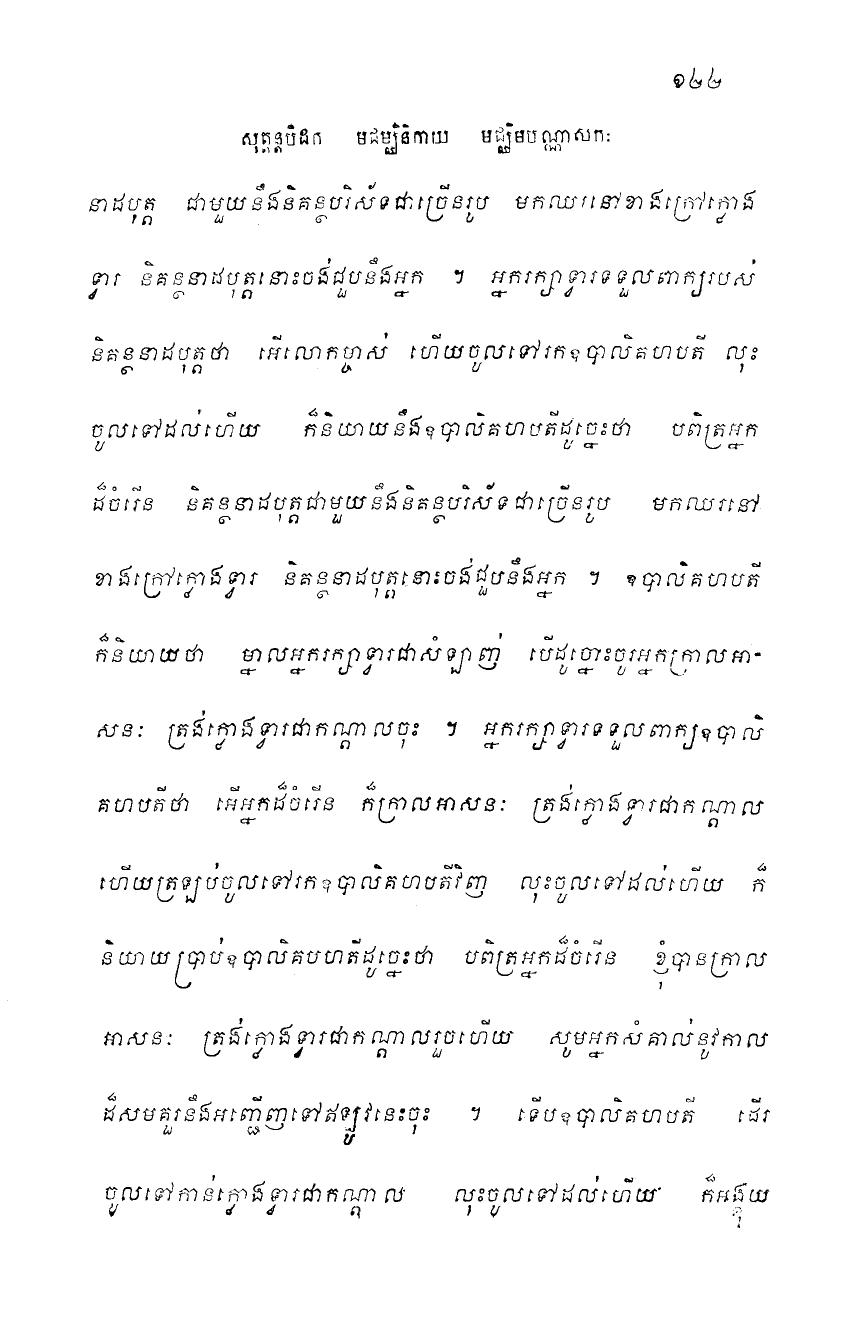 ១៤៤
សុត្តន្តបិដក មជ្ឈិមនិកាយ មជ្ឈិមបណ្ណាសកៈ
នាដបុត្ត ជាមួយនឹងនិគន្ថបរិស័ទជាច្រើនរូប មកឈរនៅខាងក្រៅក្លោង
ទ្វារ និគន្ថនាដបុត្តនោះចង់ជួបនឹងអ្នក ។ អ្នករក្សាទ្វារទទួលពាក្យរបស់
និគន្ថនាដបុត្តថា អើលោកម្ចាស់ ហើយចូលទៅរកឧបាលិគហបតី លុះ
ចូលទៅដល់ហើយ ក៏និយាយនឹងឧបាលិគហបតីដូច្នេះថា បពិត្រអ្នក
ដ៏ចំរើន និគន្ថនាដបុត្តជាមួយនឹងនិគន្ថបរិស័ទជាច្រើនរូប មកឈរនៅ
ខាងក្រៅក្លោងទ្វារ និគន្ថនាដបុត្តនោះចង់ជួបនឹងអ្នក ។ ឧបាលិគហបតី
ក៏និយាយថា ម្នាលអ្នករក្សាទ្វារជាសំឡាញ់ បើដូច្នោះចូរអ្នកក្រាលអា-
សនៈ ត្រង់ក្លោងទ្វារជាកណ្តាលចុះ ។ អ្នករក្សាទ្វារទទួលពាក្យឧបាលិ
គហបតីថា អើអ្នកដ៏ចំរើន ក៏ក្រាលអាសនៈ ត្រង់ក្លោងទ្វារជាកណ្តាល
ហើយត្រឡប់ចូលទៅរកឧបាលិគហបតីវិញ លុះចូលទៅដល់ហើយ ក៏
និយាយប្រាប់ឧបាលិគបហតីដូច្នេះថា បពិត្រអ្នកដ៏ចំរើន ខ្ញុំបានក្រាល
អាសនៈ ត្រង់ក្លោងទ្វារជាកណ្តាលរួចហើយ សូមអ្នកសំគាល់នូវកាល
ដ៏សមគួរនឹងអញ្ជើញទៅឥឡូវនេះចុះ ។ ទើបឧបាលិគហបតី ដើរ
ចូលទៅកាន់ក្លោងទ្វារជាកណ្តាល លុះចូលទៅដល់ហើយ ក៏អង្គុយ